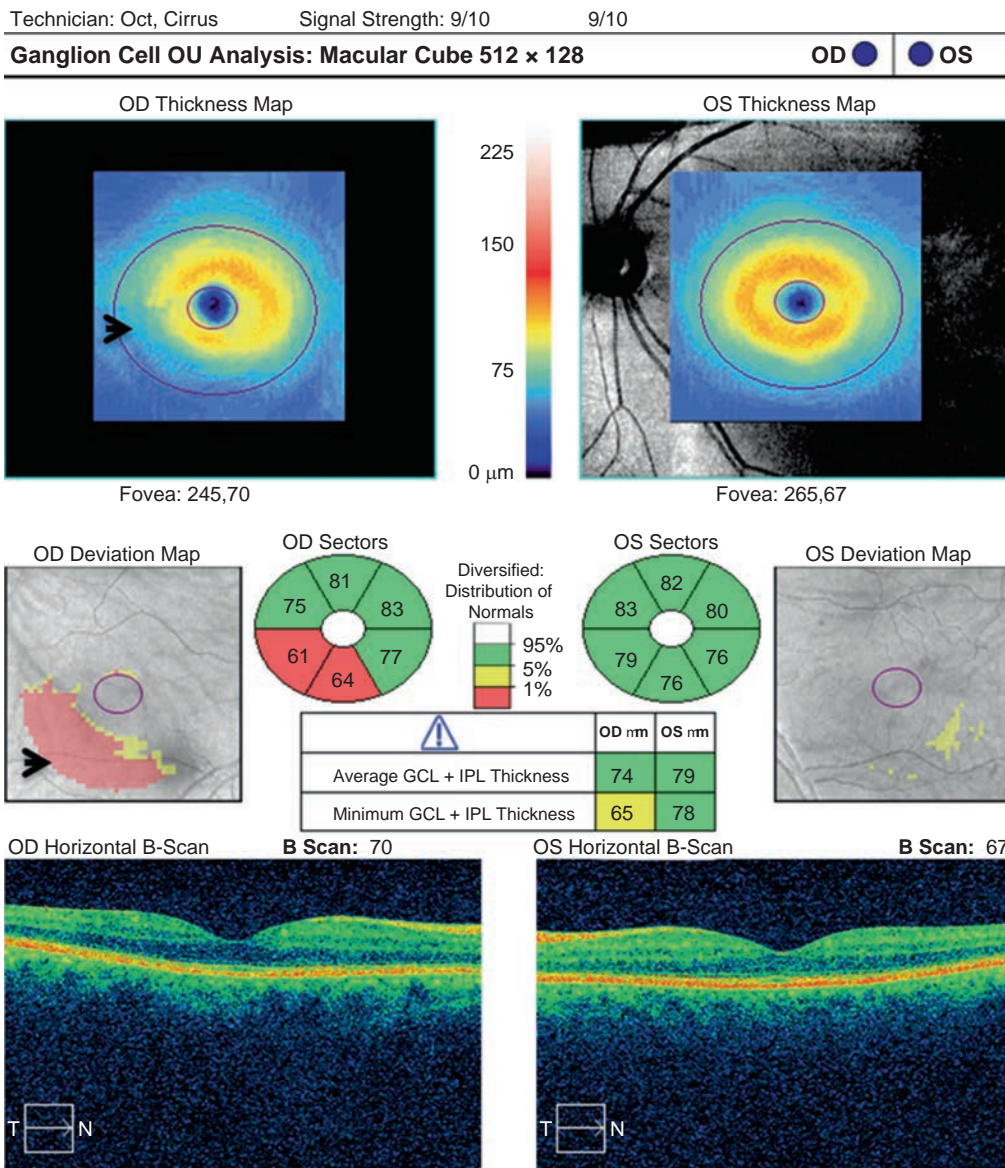 Technician: Oct, Cirrus Signal Strength: 9/10 9/10
Ganglion Cell OU Analysis: Macular Cube 512 × 128 OD OS
OD Thickness Map OS Thickness Map
225
150
75
0 μm
Fovea: 245,70 Fovea: 265,67
OD Deviation Map OD Sectors OS Sectors OS Deviation Map
Diversified:
Distribution of
Normals
95%
5%
1%
81
75 83
61 77
64
82
83 80
79 76
76
OD mm OS mm
Average GCL + IPL Thickness 74 79
Minimum GCL + IPL Thickness 65 78
OD Horizontal B-Scan B Scan: 70 OS Horizontal B-Scan B Scan: 67
T N T N